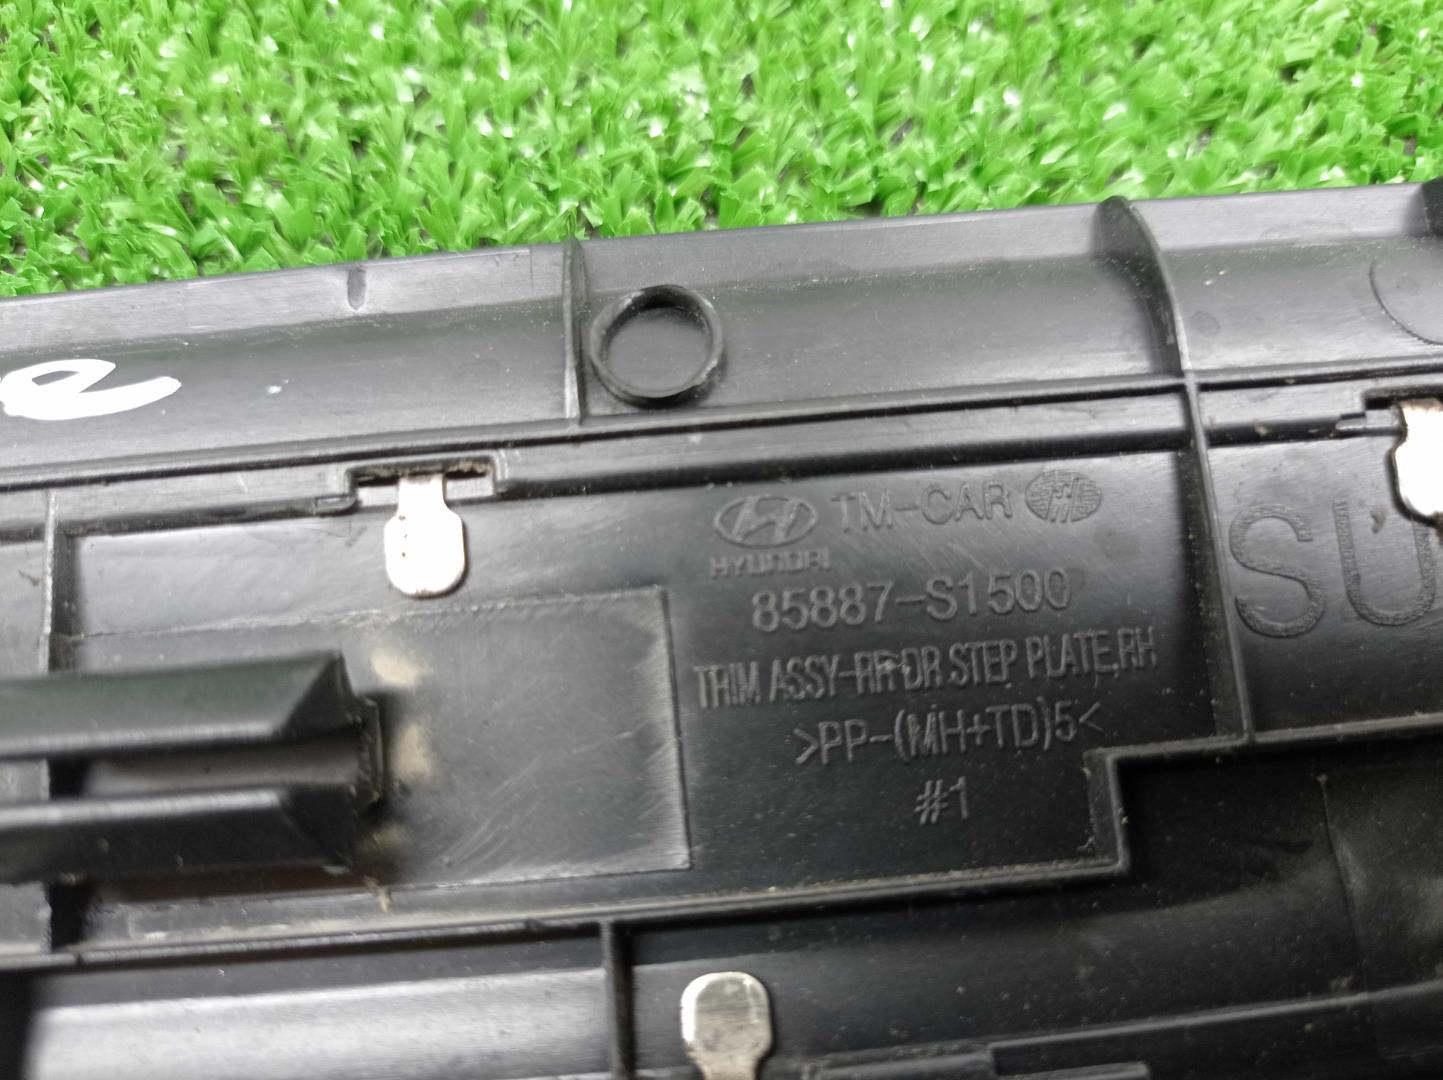 TM-CAR
HYUNDAI
85887-S1500
TRIM ASSY-RR DR STEP PLATE,RH
>PP-(MH+TD)5<
#1
SU